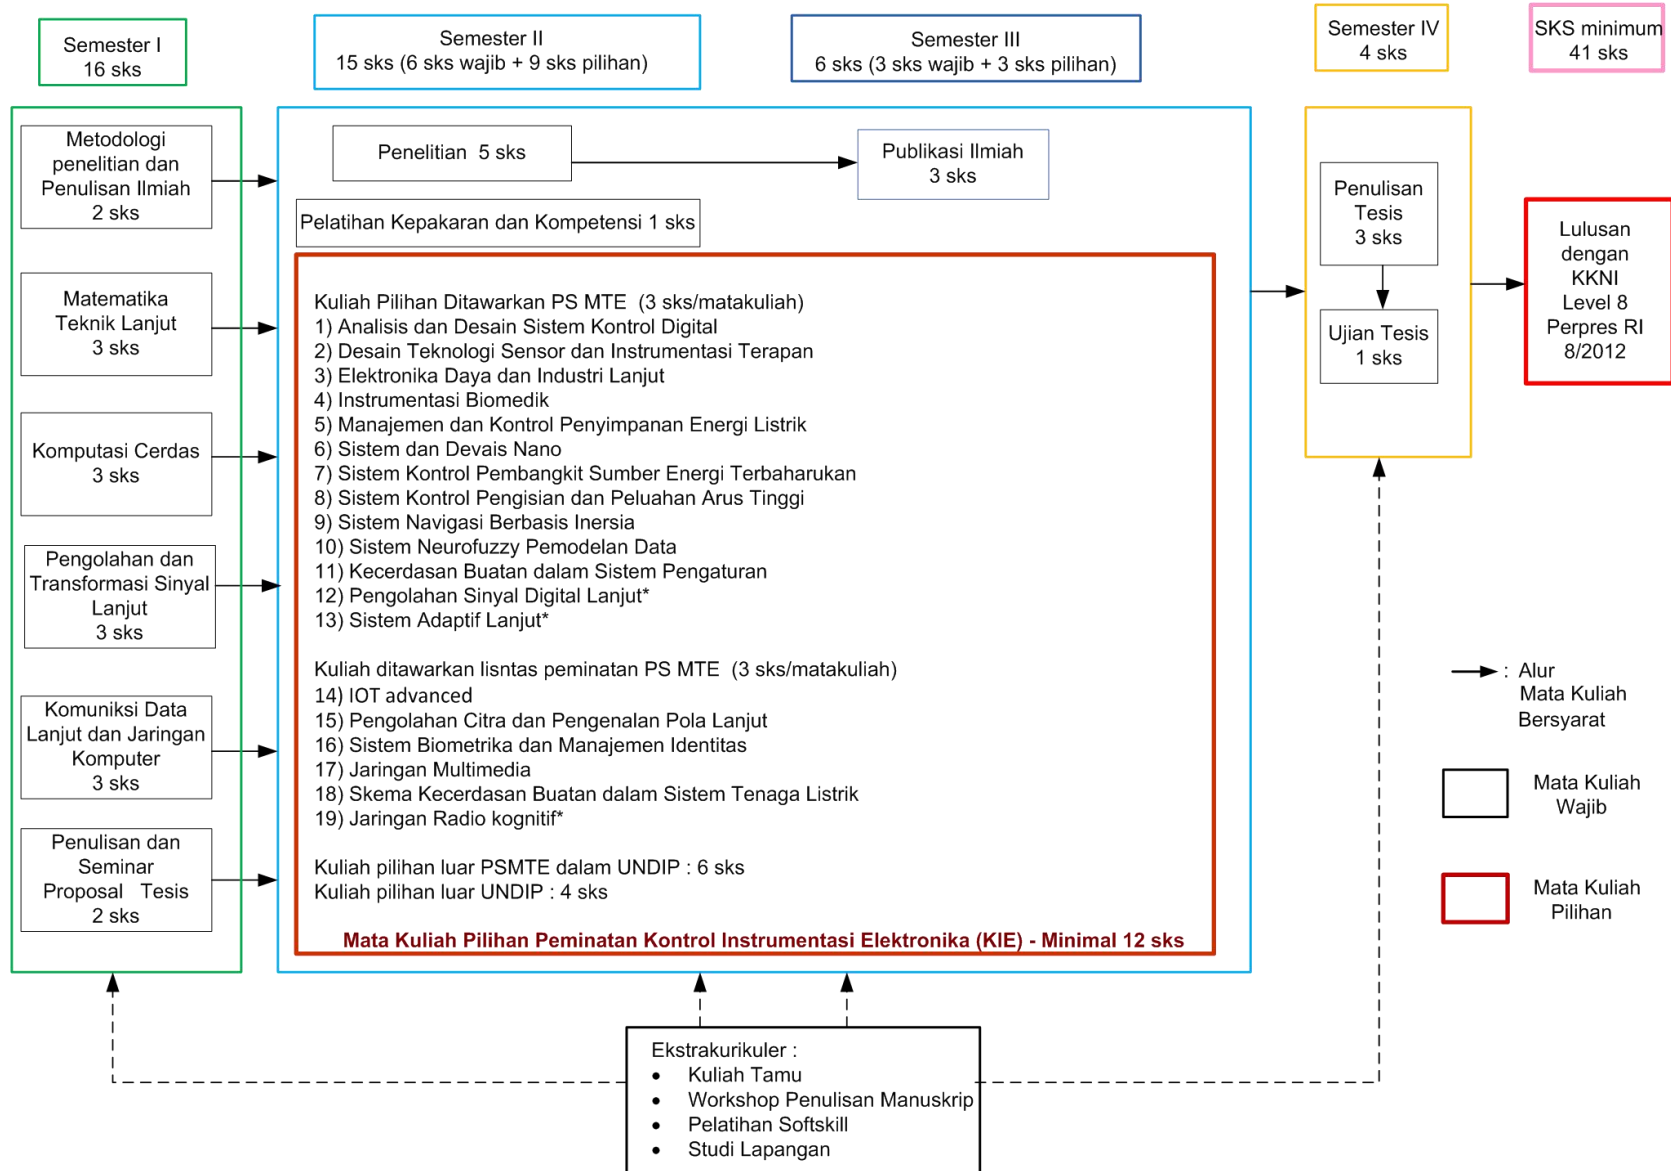 Semester I
16 sks
Semester II
15 sks (6 sks wajib + 9 sks pilihan)
Semester III
6 sks (3 sks wajib + 3 sks pilihan)
Semester IV
4 sks
SKS minimum
41 sks
Metodologi
penelitian dan
Penulisan Ilmiah
2 sks
Matematika
Teknik Lanjut
3 sks
Komputasi Cerdas
3 sks
Pengolahan dan
Transformasi Sinyal
Lanjut
3 sks
Komuniksi Data
Lanjut dan Jaringan
Komputer
3 sks
Penulisan dan
Seminar
Proposal Tesis
2 sks
Penelitian 5 sks
Publikasi Ilmiah
3 sks
Pelatihan Kepakaran dan Kompetensi 1 sks
Kuliah Pilihan Ditawarkan PS MTE (3 sks/matakuliah)
1) Analisis dan Desain Sistem Kontrol Digital
2) Desain Teknologi Sensor dan Instrumentasi Terapan
3) Elektronika Daya dan Industri Lanjut
4) Instrumentasi Biomedik
5) Manajemen dan Kontrol Penyimpanan Energi Listrik
6) Sistem dan Devais Nano
7) Sistem Kontrol Pembangkit Sumber Energi Terbaharukan
8) Sistem Kontrol Pengisian dan Peluahan Arus Tinggi
9) Sistem Navigasi Berbasis Inersia
10) Sistem Neurofuzzy Pemodelan Data
11) Kecerdasan Buatan dalam Sistem Pengaturan
12) Pengolahan Sinyal Digital Lanjut*
13) Sistem Adaptif Lanjut*
Kuliah ditawarkan lisntas peminatan PS MTE (3 sks/matakuliah)
14) IOT advanced
15) Pengolahan Citra dan Pengenalan Pola Lanjut
16) Sistem Biometrika dan Manajemen Identitas
17) Jaringan Multimedia
18) Skema Kecerdasan Buatan dalam Sistem Tenaga Listrik
19) Jaringan Radio kognitif*
Kuliah pilihan luar PSMTE dalam UNDIP : 6 sks
Kuliah pilihan luar UNDIP : 4 sks
Mata Kuliah Pilihan Peminatan Kontrol Instrumentasi Elektronika (KIE) - Minimal 12 sks
Penulisan
Tesis
3 sks
Ujian Tesis
1 sks
Lulusan
dengan
KKNI
Level 8
Perpres RI
8/2012
: Alur
Mata Kuliah
Bersyarat
Mata Kuliah
Wajib
Mata Kuliah
Pilihan
Ekstrakurikuler :
• Kuliah Tamu
• Workshop Penulisan Manuskrip
• Pelatihan Softskill
• Studi Lapangan